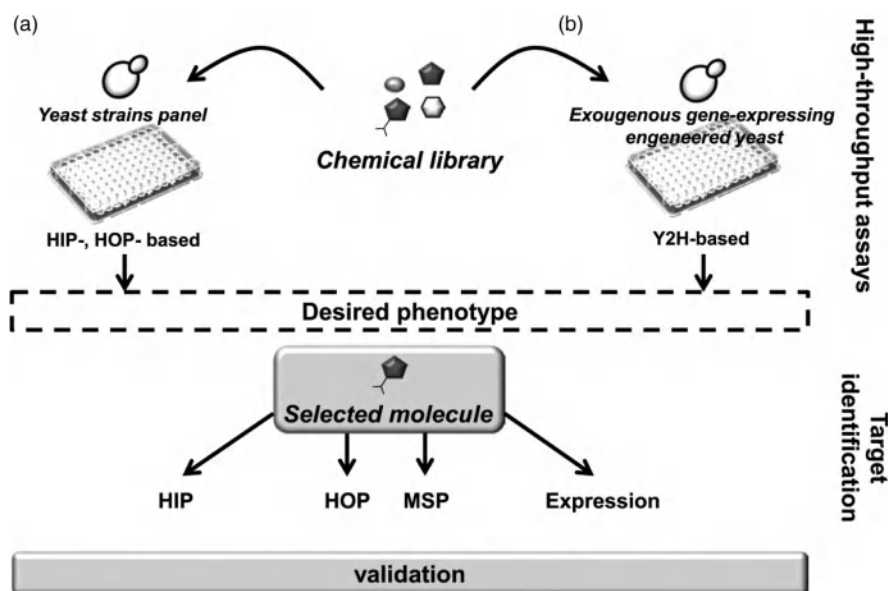 (a)
(b)
Yeast strains panel
Chemical library
Exougenous gene-expressing
engeneered yeast
HIP-, HOP- based
Y2H-based
High-throughput assays
Desired phenotype
Selected molecule
HIP
HOP
MSP
Expression
Target
identification
validation